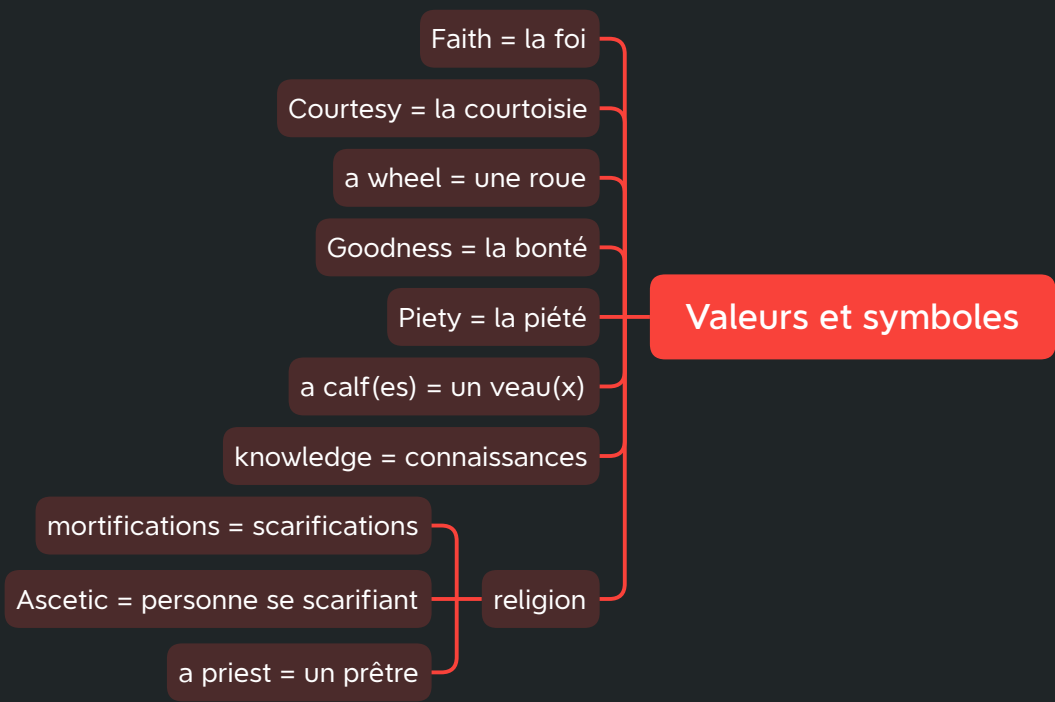 Faith = la foi
Courtesy = la courtoisie
a wheel = une roue
Goodness = la bonté
Valeurs et symboles
Piety = la piété
a calf(es) = un veau(x)
knowledge = connaissances
mortifications = scarifications
Ascetic = personne se scarifiant
religion
a priest = un prêtre